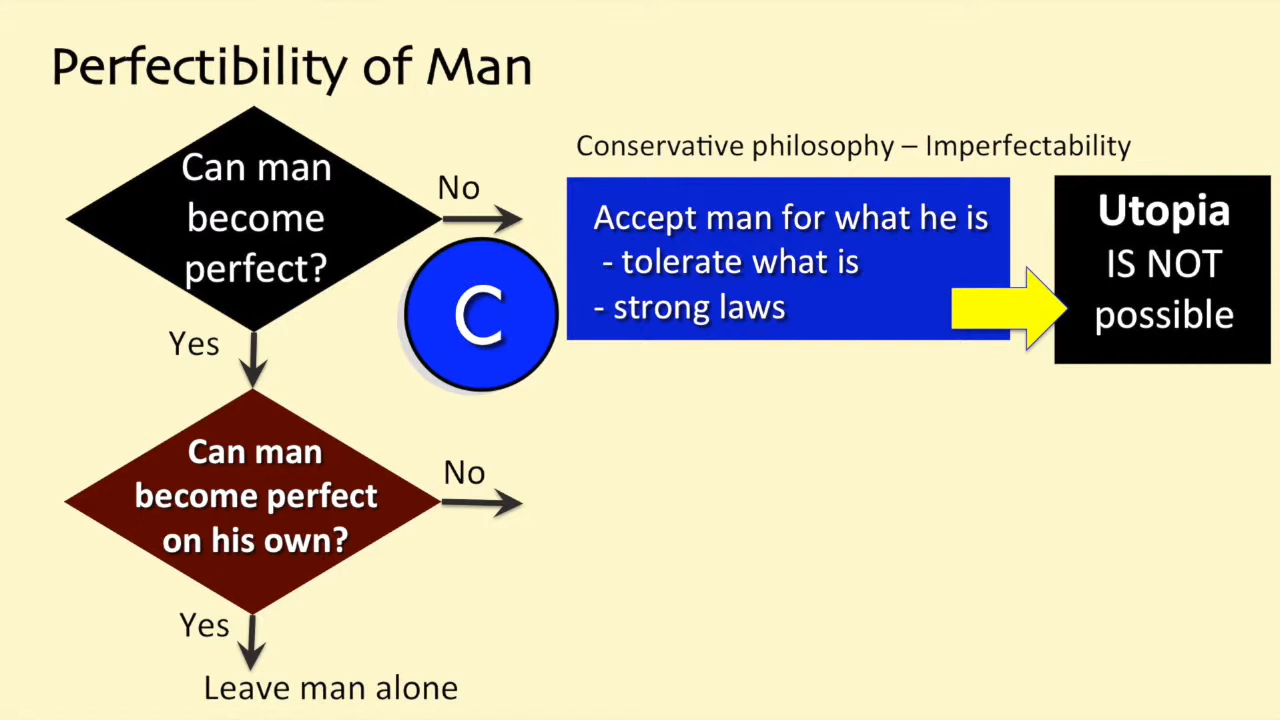 Perfectibility of Man
Can man
become
perfect?
No
Conservative philosophy – Imperfectability
Accept man for what he is
- tolerate what is
- strong laws
Utopia
IS NOT
possible
C
Yes
Can man
become perfect
on his own?
No
Yes
Leave man alone